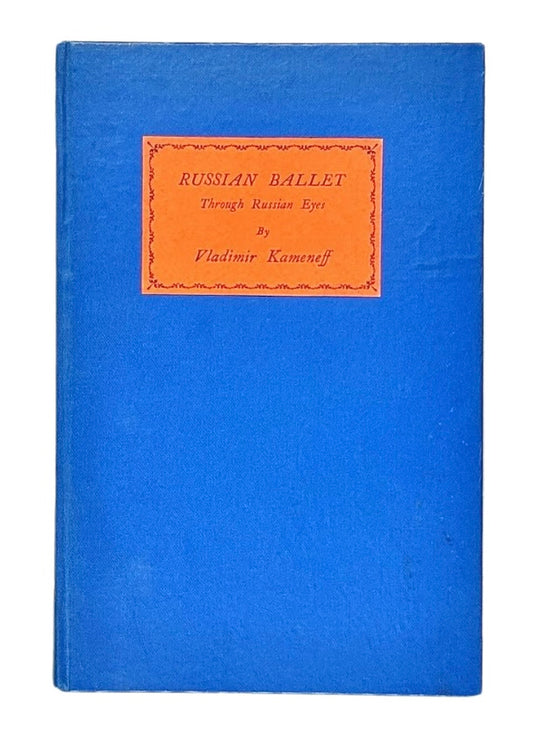 RUSSIAN BALLET
Through Russian Eyes
By
Vladimir Kameneff